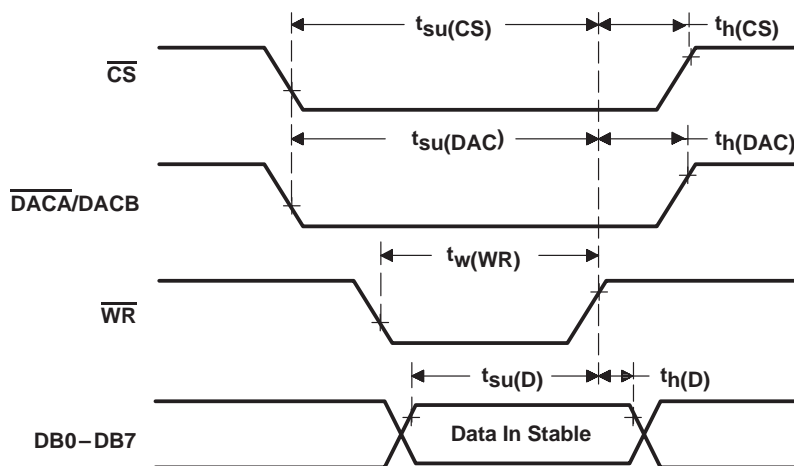 tsu(CS)
th(CS)
CS
tsu(DAC)
th(DAC)
DACA/DACB
tw(WR)
WR
tsu(D)
th(D)
DB0–DB7
Data In Stable